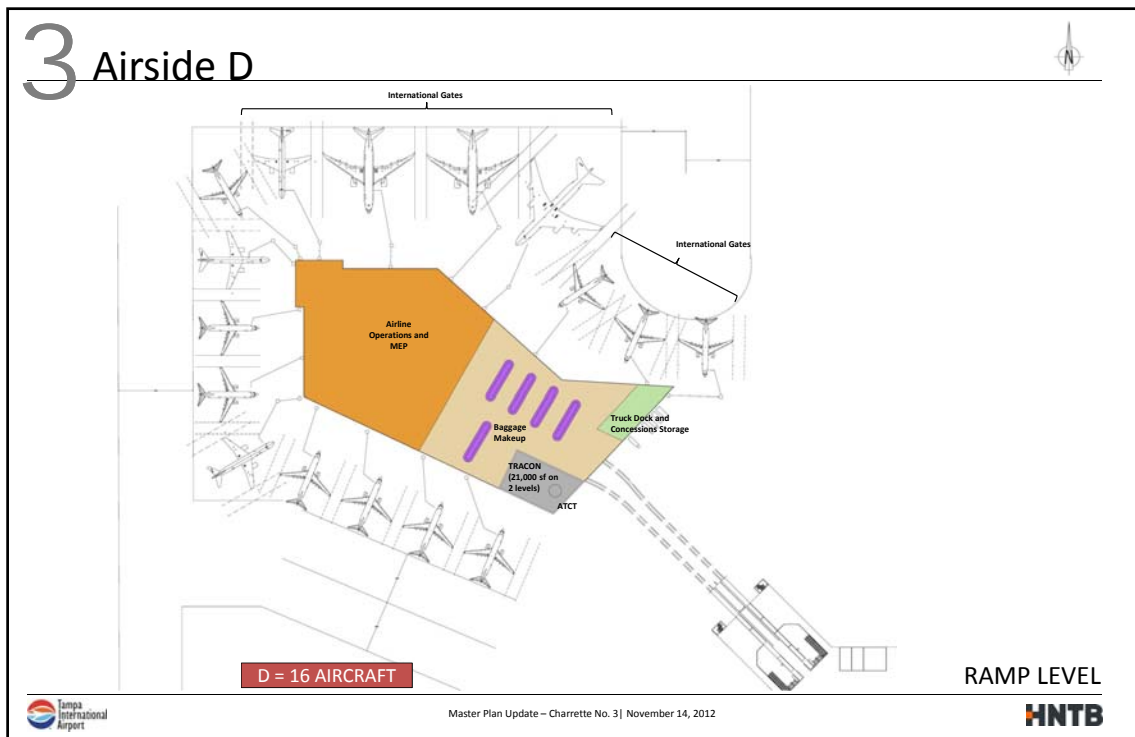 3 Airside D
N
International Gates
International Gates
Airline
Operations and
MEP
Baggage
Makeup
Truck Dock and
Concessions Storage
TRACON
(21,000 sf on
2 levels)
ATCT
D = 16 AIRCRAFT
RAMP LEVEL
Tampa
International
Airport
Master Plan Update – Charrette No. 3| November 14, 2012
HNTB